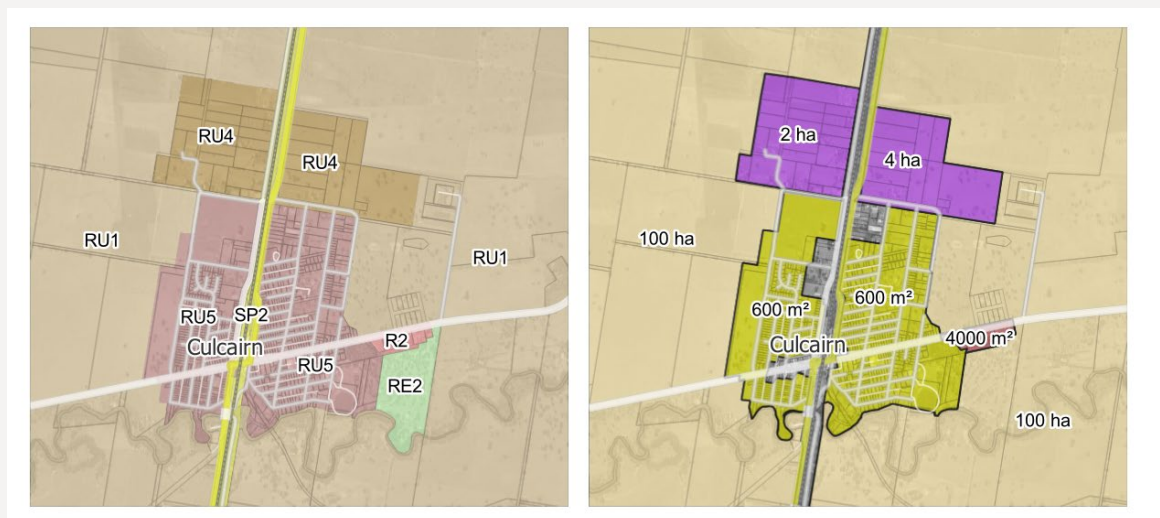 RU4
RU4
RU1
RU1
SP2
RU5
Culcairn
R2
RU5
RE2
2 ha
4 ha
100 ha
600 m²
600 m²
4000 m²
Culcairn
100 ha